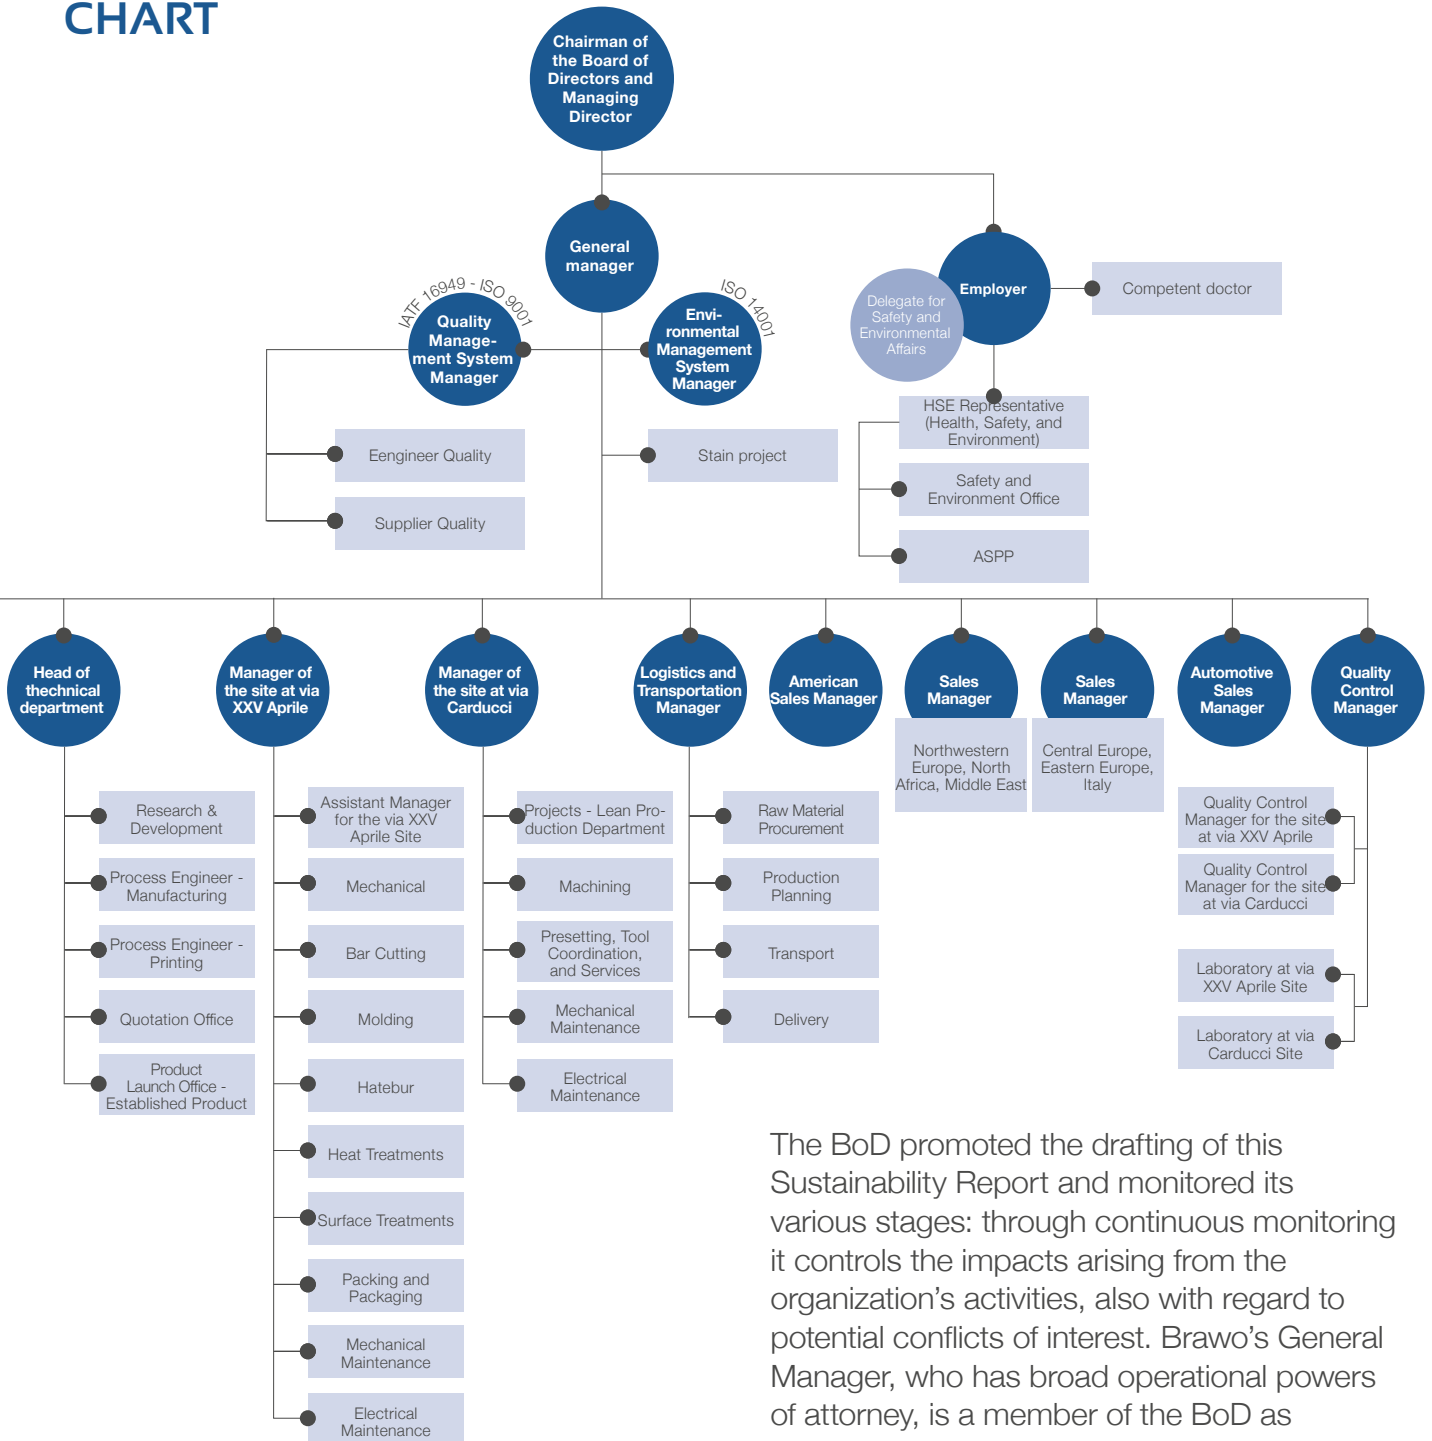 CHART
Chairman of
the Board of
Directors and
Managing
Director
General
manager
Employer
Delegate for
Safety and
Environmental
Affairs
Competent doctor
IATF 16949 - ISO 9001
Quality
Manage-
ment System
Manager
ISO 14001
Envi-
ronmental
Management
System
Manager
HSE Representative
(Health, Safety, and
Environment)
Eengineer Quality
Stain project
Safety and
Environment Office
Supplier Quality
ASPP
Head of
thechnical
department
Manager of
the site at via
XXV Aprile
Manager of
the site at via
Carducci
Logistics and
Transportation
Manager
American
Sales Manager
Sales
Manager
Northwestern
Europe, North
Africa, Middle East
Sales
Manager
Central Europe,
Eastern Europe,
Italy
Automotive
Sales
Manager
Quality
Control
Manager
Research &
Development
Process Engineer -
Manufacturing
Process Engineer -
Printing
Quotation Office
Product
Launch Office -
Established Product
Assistant Manager
for the via XXV
Aprile Site
Mechanical
Bar Cutting
Molding
Hatebur
Heat Treatments
Surface Treatments
Packing and
Packaging
Mechanical
Maintenance
Electrical
Maintenance
Projects - Lean Pro-
duction Department
Machining
Presetting, Tool
Coordination,
and Services
Mechanical
Maintenance
Electrical
Maintenance
Raw Material
Procurement
Production
Planning
Transport
Delivery
Quality Control
Manager for the site
at via XXV Aprile
Quality Control
Manager for the site
at via Carducci
Laboratory at via
XXV Aprile Site
Laboratory at via
Carducci Site
The BoD promoted the drafting of this
Sustainability Report and monitored its
various stages: through continuous monitoring
it controls the impacts arising from the
organization's activities, also with regard to
potential conflicts of interest. Brawo's General
Manager, who has broad operational powers
of attorney, is a member of the BoD as